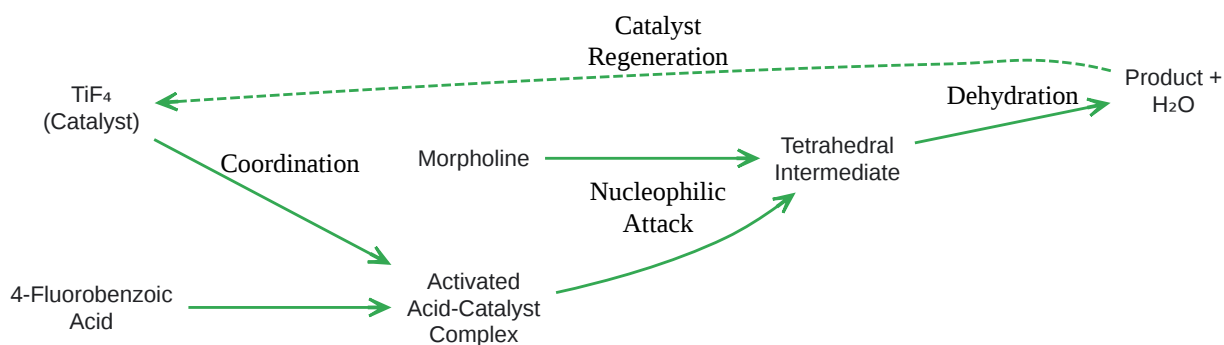 Catalyst
Regeneration
TiF₄
(Catalyst)
Product +
H₂O
Dehydration
Coordination
Morpholine
Tetrahedral
Intermediate
Nucleophilic
Attack
4-Fluorobenzoic
Acid
Activated
Acid-Catalyst
Complex